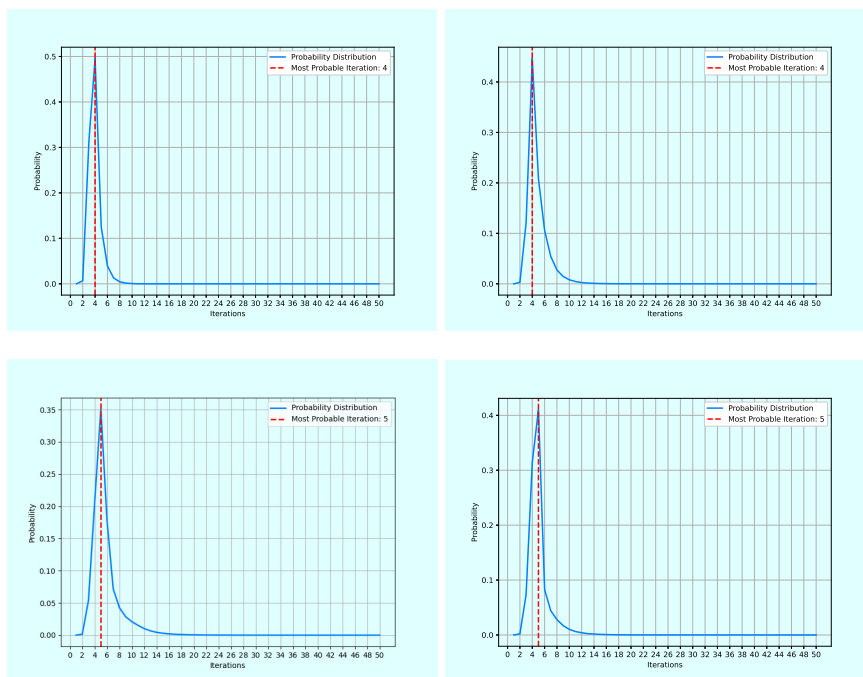 Probability Distribution
Most Probable Iteration: 4
0.5
0.4
0.3
0.2
0.1
0.0
Probability
0 2 4 6 8 10 12 14 16 18 20 22 24 26 28 30 32 34 36 38 40 42 44 46 48 50
Iterations
Probability Distribution
Most Probable Iteration: 4
0.4
0.3
0.2
0.1
0.0
Probability
0 2 4 6 8 10 12 14 16 18 20 22 24 26 28 30 32 34 36 38 40 42 44 46 48 50
Iterations
Probability Distribution
Most Probable Iteration: 5
0.35
0.30
0.25
0.20
0.15
0.10
0.05
0.00
Probability
0 2 4 6 8 10 12 14 16 18 20 22 24 26 28 30 32 34 36 38 40 42 44 46 48 50
Iterations
Probability Distribution
Most Probable Iteration: 5
0.4
0.3
0.2
0.1
0.0
Probability
0 2 4 6 8 10 12 14 16 18 20 22 24 26 28 30 32 34 36 38 40 42 44 46 48 50
Iterations